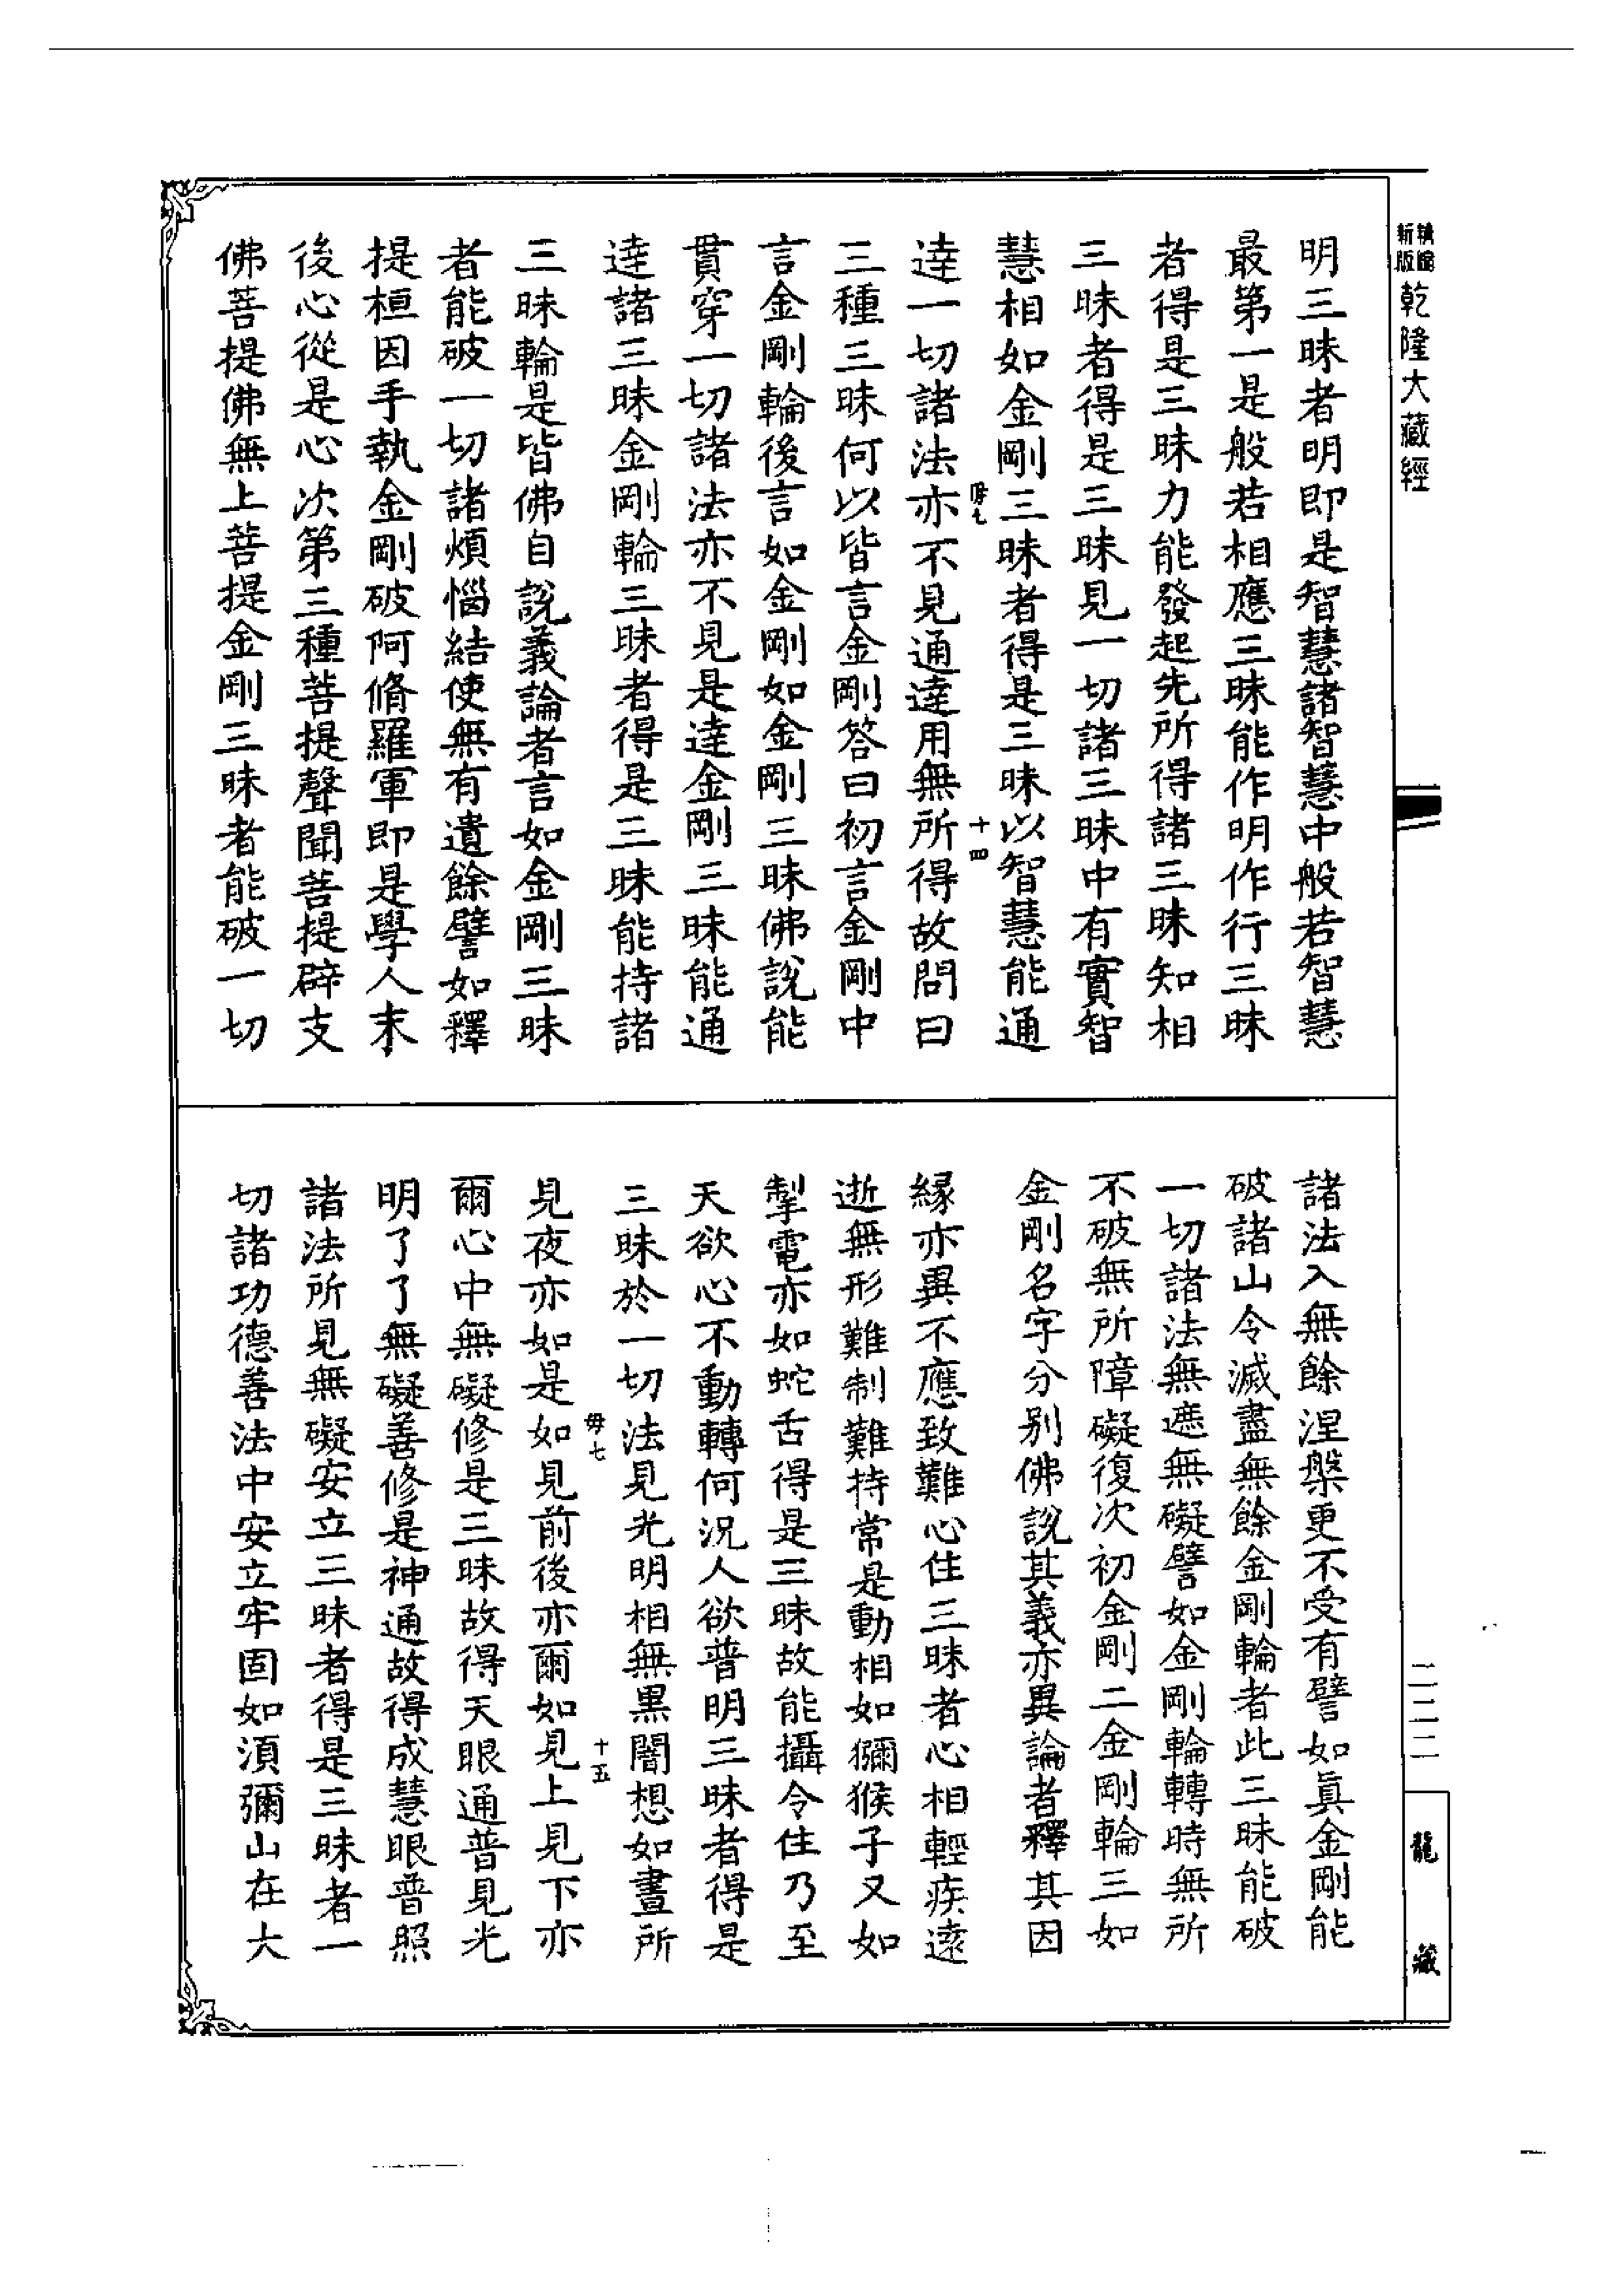 新版
乾隆大藏經
明三昧者明即是智慧諸智慧中般若智慧
最第一是般若相應三昧能作明作行三昧
者得是三昧力能發起先所得諸三昧知相
三昧者得是三昧見一切諸三昧中有實智
慧相如金剛三昧者得是三昧以智慧能通
十四
達一切諸法亦不見通達用無所得故問曰
三種三昧何以皆言金剛答曰初言金剛中
言金剛輪後言如金剛如金剛三昧佛說能
貫穿一切諸法亦不見是達金剛三昧能通
達諸三昧金剛輪三昧者得是三昧能持諸
三昧輪是皆佛自說義論者言如金剛三昧
者能破一切諸煩惱結使無有遺餘譬如釋
提桓因手執金剛破阿脩羅軍即是學人末
後心從是心次第三種菩提聲聞菩提辟支
佛菩提佛無上菩提金剛三昧者能破一切
諸法入無餘涅槃更不受有譬如真金剛能
破諸山令滅盡無餘金剛輪者此三昧能破
一切諸法無遮無礙譬如金剛輪轉時無所
不破無所障礙復次初金剛二金剛輪三如
金剛名字分别佛說其義亦異論者釋其因
緣亦異不應致難心住三昧者心相輕疾遠
逝無形難制難持常是動相如獼猴子又如
掣電亦如蛇舌得是三昧故能攝令住乃至
天欲心不動轉何況人欲普明三昧者得是
三昧於一切法見光明相無黑闇想如晝所
毋七
十五
見夜亦如是如見前後亦爾如見上見下亦
爾心中無礙修是三昧故得天眼通普見光
明了了無礙善修是神通故得成慧眼普照
諸法所見無礙安立三昧者得是三昧者一
切諸功德善法中安立牢固如須彌山在大
二三二
龍藏